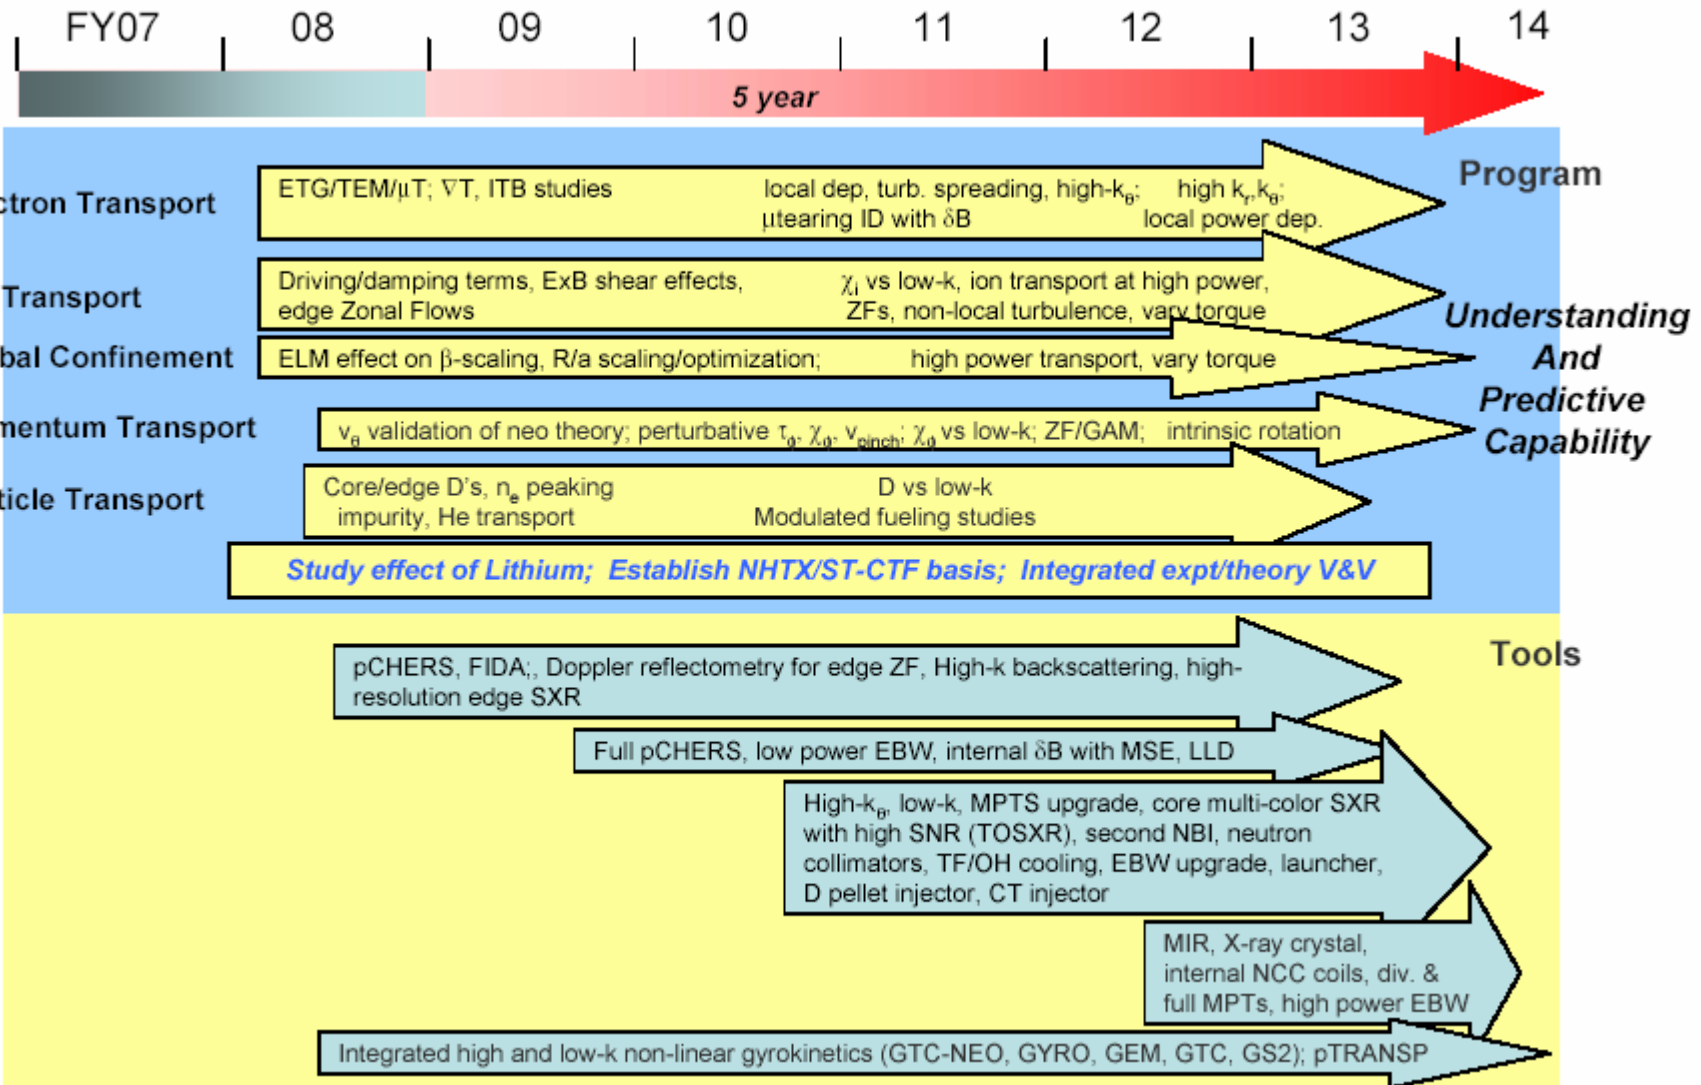 FY07 08 09 10 11 12 13 14
5 year
Program
ctron Transport
ETG/TEM/μT; ∇T, ITB studies local dep, turb. spreading, high-kθ; high kr,kθ;
μtearing ID with δB local power dep.
Transport
Driving/damping terms, ExB shear effects, χi vs low-k, ion transport at high power,
edge Zonal Flows ZFs, non-local turbulence, vary torque
bal Confinement
ELM effect on β-scaling, R/a scaling/optimization; high power transport, vary torque
mentum Transport
vθ validation of neo theory; perturbative τϕ, χϕ, vpinch; χϕ vs low-k; ZF/GAM; intrinsic rotation
ticle Transport
Core/edge D's, ne peaking D vs low-k
impurity, He transport Modulated fueling studies
Understanding
And
Predictive
Capability
Study effect of Lithium; Establish NHTX/ST-CTF basis; Integrated expt/theory V&V
Tools
pCHERS, FIDA;, Doppler reflectometry for edge ZF, High-k backscattering, high-
resolution edge SXR
Full pCHERS, low power EBW, internal δB with MSE, LLD
High-kθ, low-k, MPTS upgrade, core multi-color SXR
with high SNR (TOSXR), second NBI, neutron
collimators, TF/OH cooling, EBW upgrade, launcher,
D pellet injector, CT injector
MIR, X-ray crystal,
internal NCC coils, div. &
full MPTs, high power EBW
Integrated high and low-k non-linear gyrokinetics (GTC-NEO, GYRO, GEM, GTC, GS2); pTRANSP